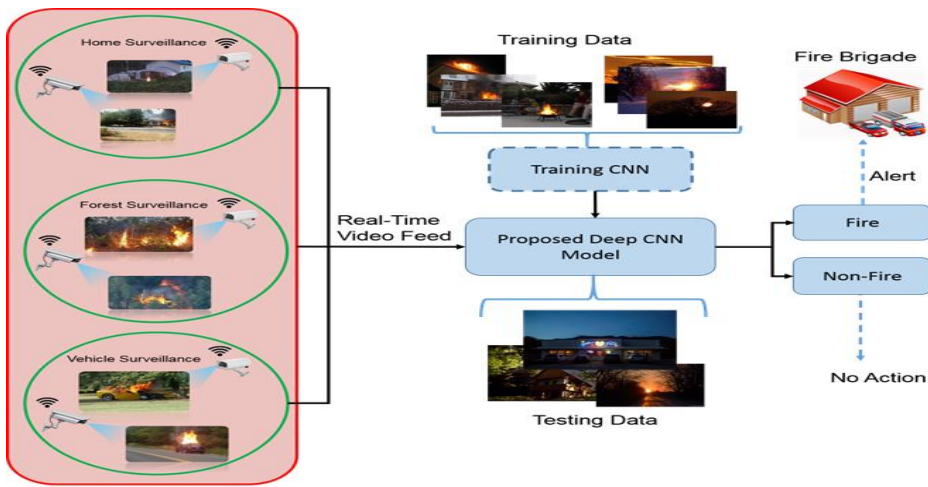 Home Surveillance
Forest Surveillance
Vehicle Surveillance
Real-Time
Video Feed
Training Data
Training CNN
Proposed Deep CNN
Model
Testing Data
Fire Brigade
Alert
Fire
Non-Fire
No Action